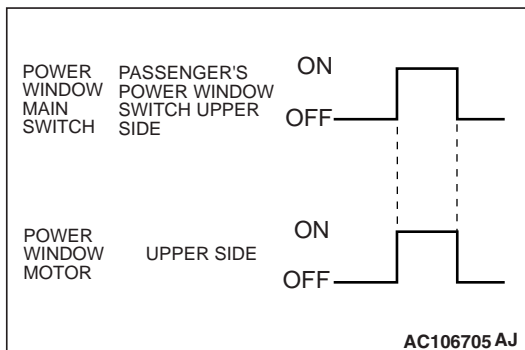 POWER WINDOW MAIN SWITCH
PASSENGER'S POWER WINDOW SWITCH UPPER SIDE
ON
OFF
POWER WINDOW MOTOR
UPPER SIDE
ON
OFF
AC106705 AJ